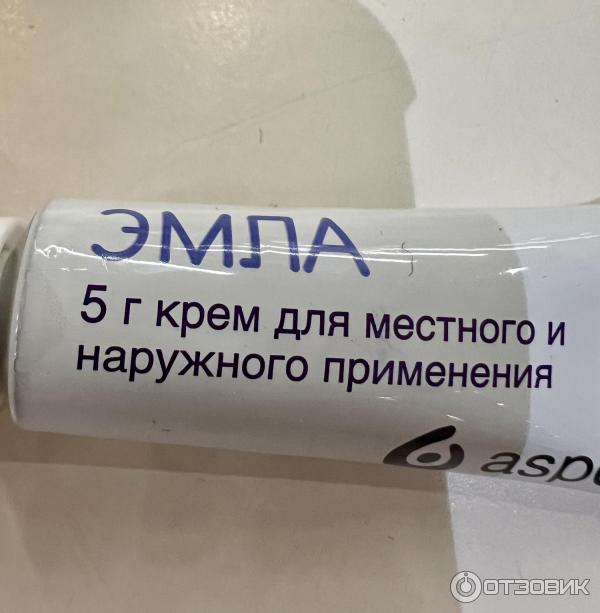 ЭМЛА
5 г крем для местного и
наружного применения
ОТЗОВИК